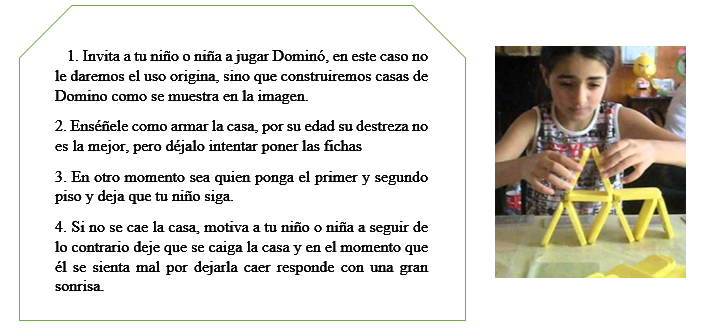 1. Invita a tu niño o niña a jugar Dominó, en este caso no
le daremos el uso origina, sino que construiremos casas de
Domino como se muestra en la imagen.
2. Enséñele como armar la casa, por su edad su destreza no
es la mejor, pero déjalo intentar poner las fichas
3. En otro momento sea quien ponga el primer y segundo
piso y deja que tu niño siga.
4. Si no se cae la casa, motiva a tu niño o niña a seguir de
lo contrario deje que se caiga la casa y en el momento que
él se sienta mal por dejarla caer responde con una gran
sonrisa.